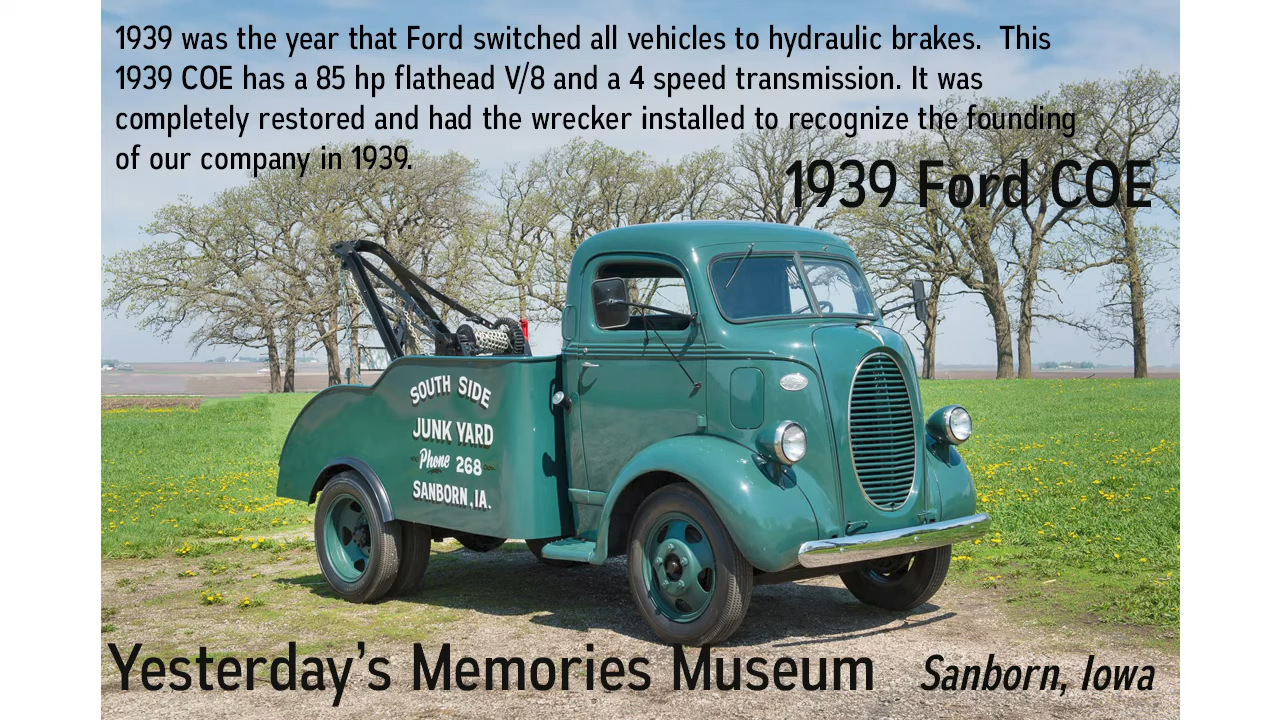 1939 was the year that Ford switched all vehicles to hydraulic brakes.  This
1939 COE has a 85 hp flathead V/8 and a 4 speed transmission. It was
completely restored and had the wrecker installed to recognize the founding
of our company in 1939.
1939 Ford COE
SOUTH SIDE
JUNK YARD
Phone 268
SANBORN, IA.
Yesterday's Memories Museum
Sanborn, Iowa